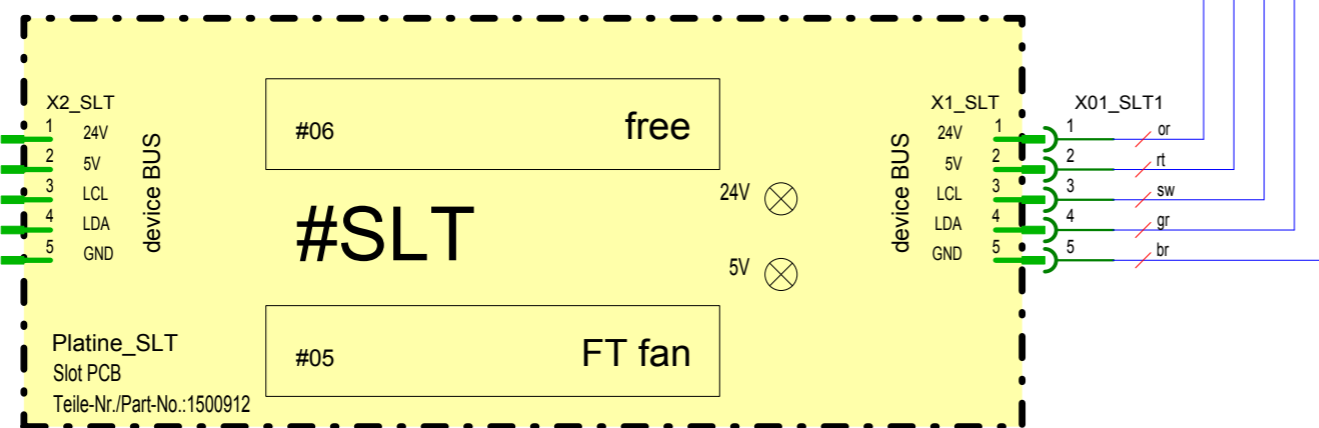 X2_SLT
1 24V
2 5V
3 LCL
4 LDA
5 GND
device BUS
#06 free
#SLT
24V
5V
#05 FT fan
Platine_SLT
Slot PCB
Teile-Nr./Part-No.:1500912
device BUS
X1_SLT X01_SLT1
24V 1 1 or
5V 2 2 rt
LCL 3 3 sw
LDA 4 4 gr
GND 5 5 br